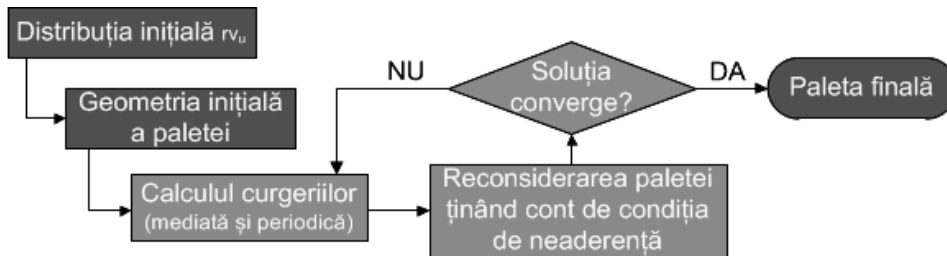 Distribuția inițială rvᵤ
Geometria inițială
a paletei
Calculul curgeriilor
(mediată și periodică)
Reconsiderarea paletei
ținând cont de condiția
de neaderență
Soluția
converge?
NU
DA
Paleta finală